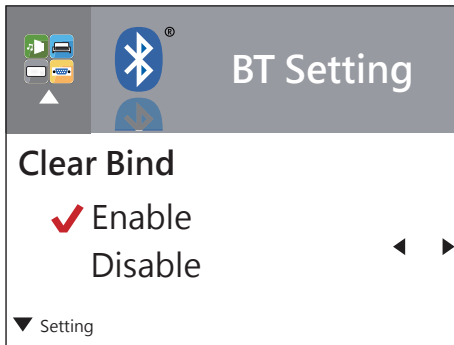 BT Setting
Clear Bind
Enable
Disable
Setting